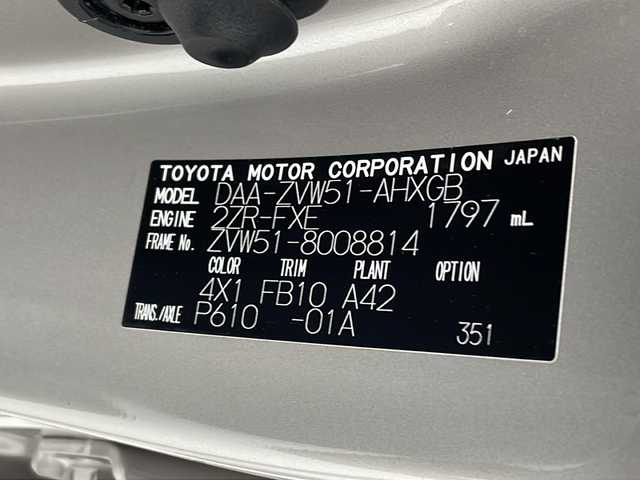 TOYOTA MOTOR CORPORATION JAPAN
MODEL DAA-ZVW51-AHXGB
ENGINE 2ZR-FXE 1797 mL
FRAME No. ZVW51-8008814
COLOR TRIM PLANT OPTION
4X1 FB10 A42
TRANS./AXLE P610 -01A 351